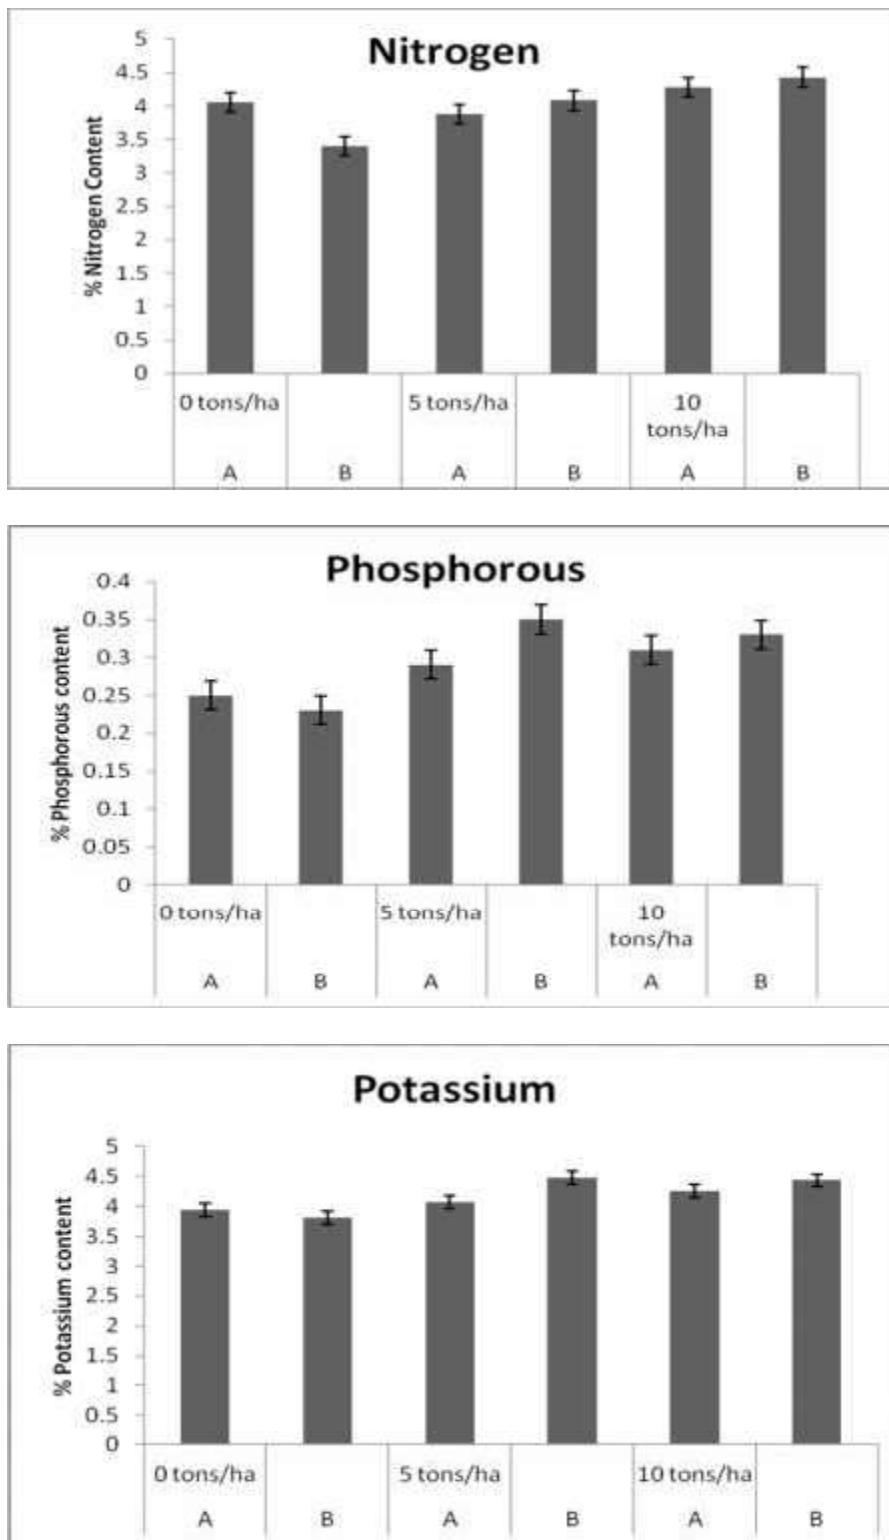 Nitrogen
% Nitrogen Content
5
4.5
4
3.5
3
2.5
2
1.5
1
0.5
0
0 tons/ha 5 tons/ha 10
tons/ha
A B A B A B
Phosphorous
% Phosphorous content
0.4
0.35
0.3
0.25
0.2
0.15
0.1
0.05
0
0 tons/ha 5 tons/ha 10
tons/ha
A B A B A B
Potassium
% Potassium content
5
4.5
4
3.5
3
2.5
2
1.5
1
0.5
0
0 tons/ha 5 tons/ha 10 tons/ha
A B A B A B